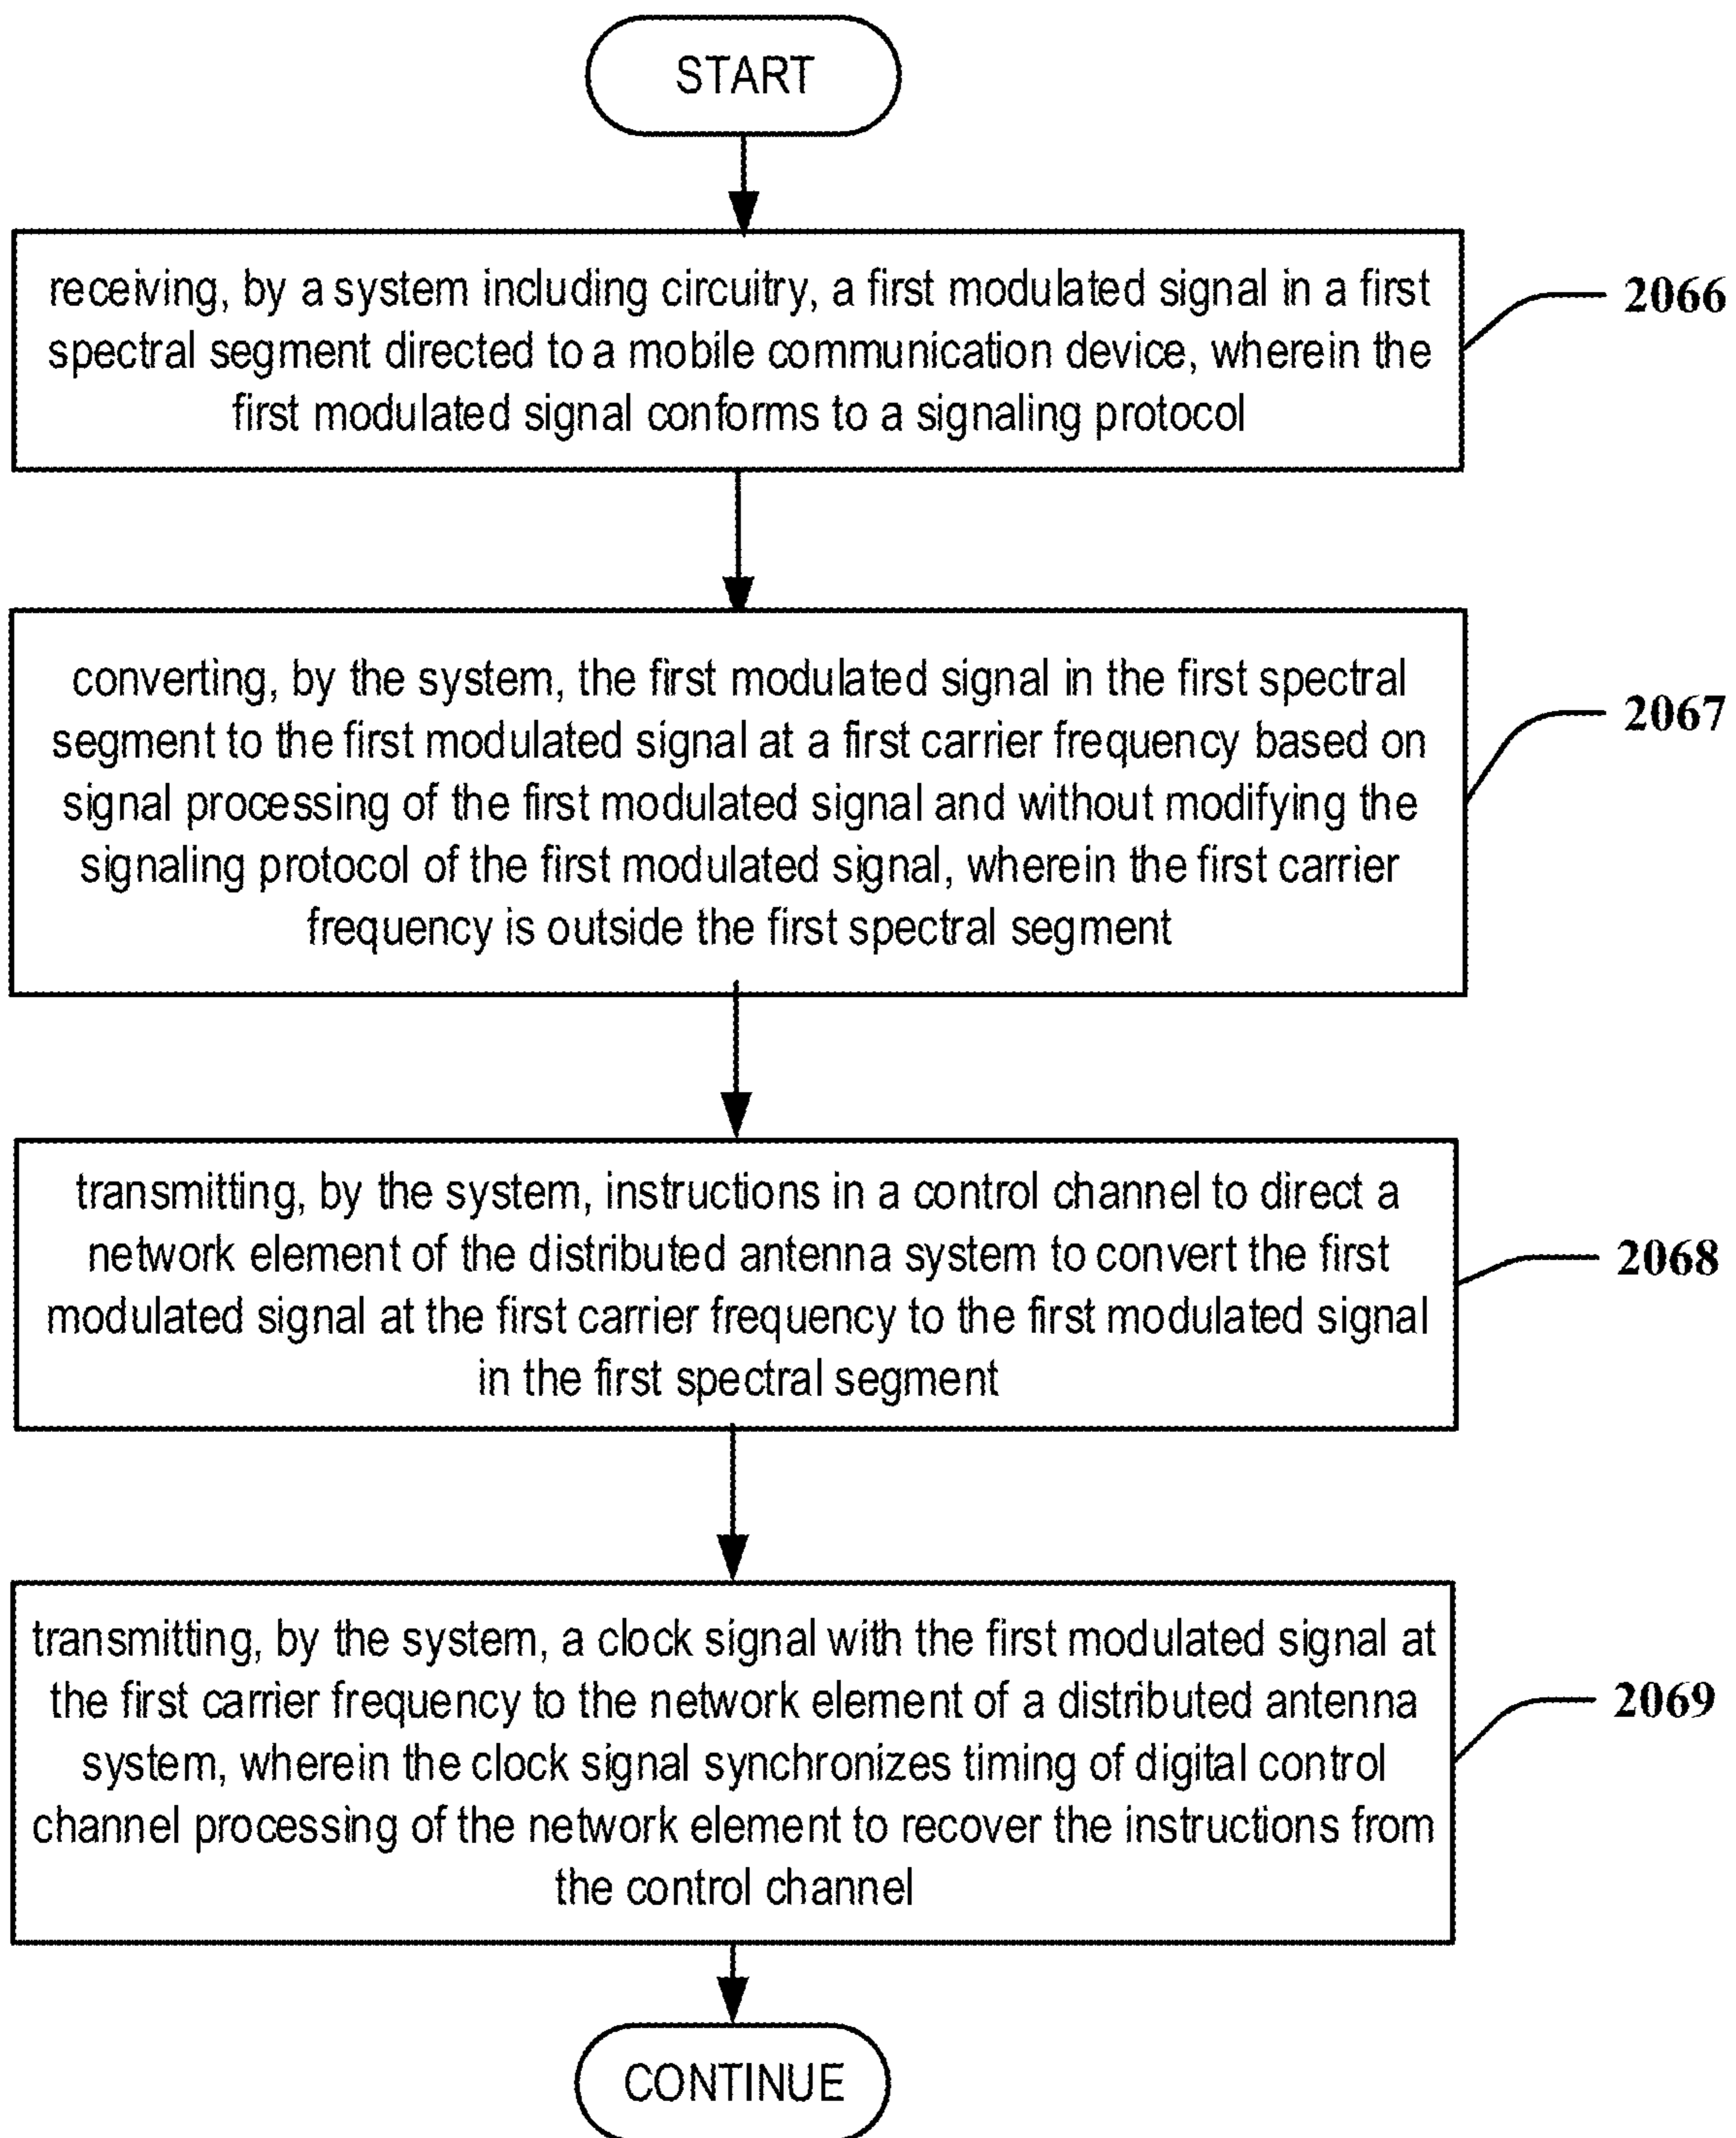 START
receiving, by a system including circuitry, a first modulated signal in a first
spectral segment directed to a mobile communication device, wherein the
first modulated signal conforms to a signaling protocol
2066
converting, by the system, the first modulated signal in the first spectral
segment to the first modulated signal at a first carrier frequency based on
signal processing of the first modulated signal and without modifying the
signaling protocol of the first modulated signal, wherein the first carrier
frequency is outside the first spectral segment
2067
transmitting, by the system, instructions in a control channel to direct a
network element of the distributed antenna system to convert the first
modulated signal at the first carrier frequency to the first modulated signal
in the first spectral segment
2068
transmitting, by the system, a clock signal with the first modulated signal at
the first carrier frequency to the network element of a distributed antenna
system, wherein the clock signal synchronizes timing of digital control
channel processing of the network element to recover the instructions from
the control channel
2069
CONTINUE